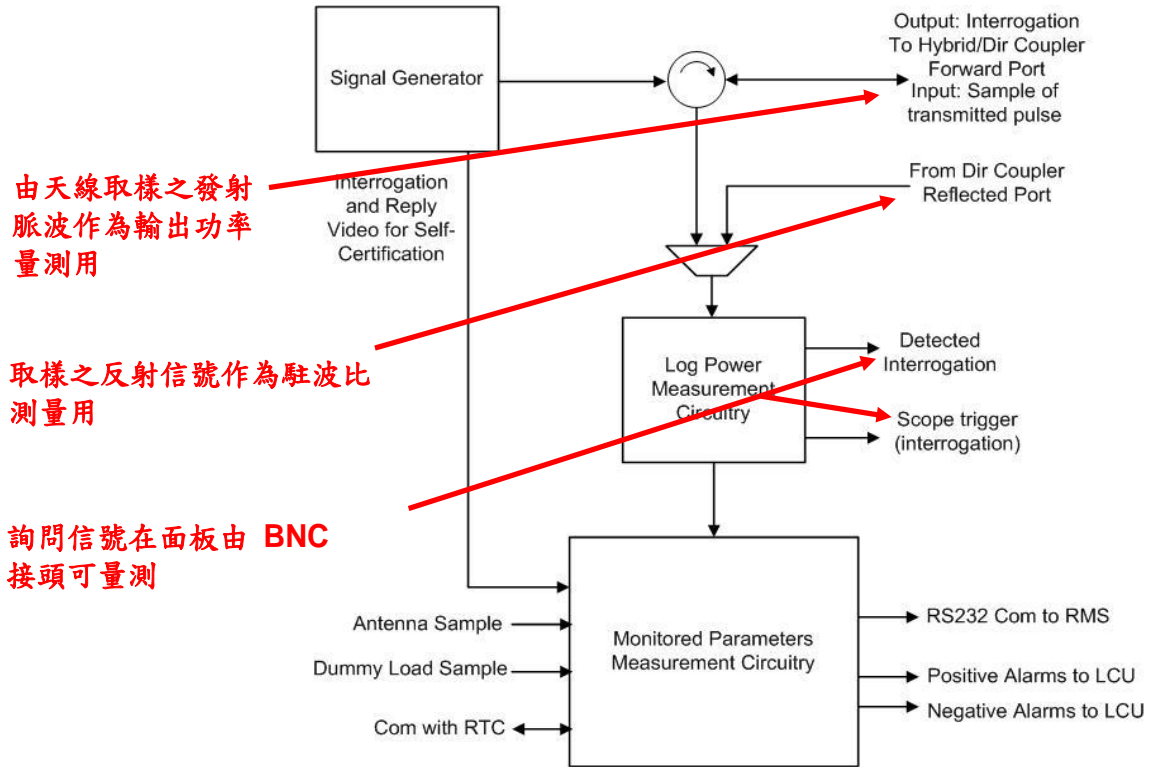 Output: Interrogation
To Hybrid/Dir Coupler
Forward Port
Input: Sample of
transmitted pulse
Signal Generator
From Dir Coupler
Reflected Port
由天線取樣之發射
脈波作為輸出功率
量測用
Interrogation
and Reply
Video for Self-
Certification
取樣之反射信號作為駐波比
測量用
Log Power
Measurement
Circuitry
Detected
Interrogation
Scope trigger
(interrogation)
詢問信號在面板由 BNC
接頭可量測
Antenna Sample
Dummy Load Sample
Com with RTC
Monitored Parameters
Measurement Circuitry
RS232 Com to RMS
Positive Alarms to LCU
Negative Alarms to LCU